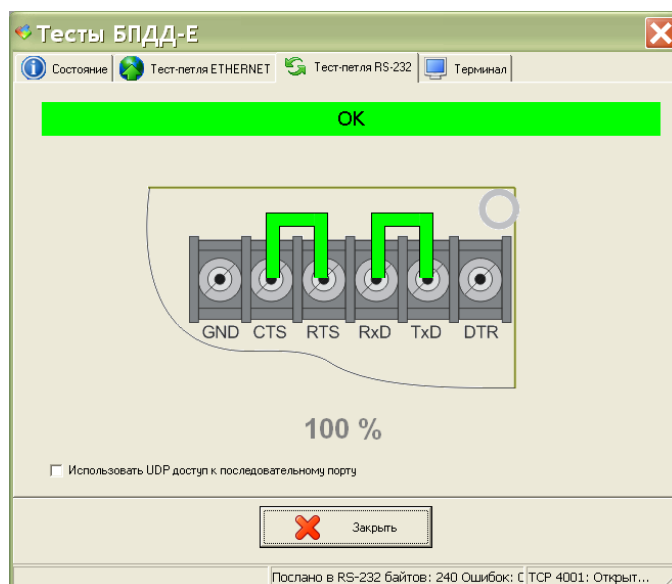 Тесты БПДД-Е
Состояние Тест-петля ETHERNET Тест-петля RS-232 Терминал
OK
GND CTS RTS RxD TxD DTR
100 %
Использовать UDP доступ к последовательному порту
Закрыть
Послано в RS-232 байтов: 240 Ошибок: TCP 4001: Открыт...